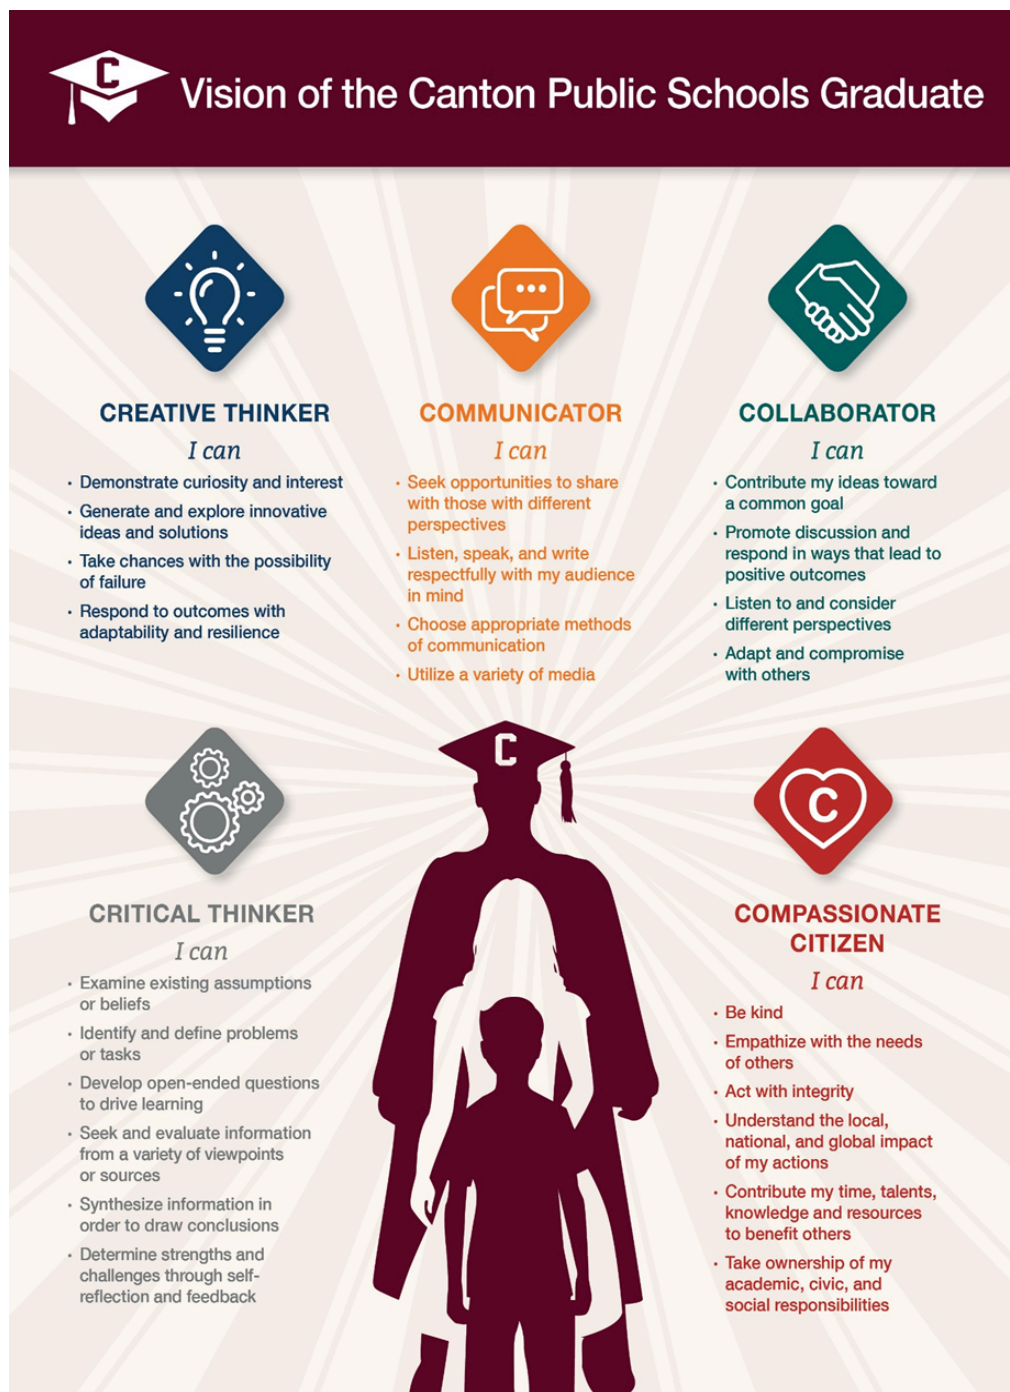 C
Vision of the Canton Public Schools Graduate
CREATIVE THINKER
I can
· Demonstrate curiosity and interest
· Generate and explore innovative
ideas and solutions
· Take chances with the possibility
of failure
· Respond to outcomes with
adaptability and resilience
COMMUNICATOR
I can
· Seek opportunities to share
with those with different
perspectives
· Listen, speak, and write
respectfully with my audience
in mind
· Choose appropriate methods
of communication
· Utilize a variety of media
COLLABORATOR
I can
· Contribute my ideas toward
a common goal
· Promote discussion and
respond in ways that lead to
positive outcomes
· Listen to and consider
different perspectives
· Adapt and compromise
with others
C
CRITICAL THINKER
I can
· Examine existing assumptions
or beliefs
· Identify and define problems
or tasks
· Develop open-ended questions
to drive learning
· Seek and evaluate information
from a variety of viewpoints
or sources
· Synthesize information in
order to draw conclusions
· Determine strengths and
challenges through self-
reflection and feedback
C
COMPASSIONATE
CITIZEN
I can
· Be kind
· Empathize with the needs
of others
· Act with integrity
· Understand the local,
national, and global impact
of my actions
· Contribute my time, talents,
knowledge and resources
to benefit others
· Take ownership of my
academic, civic, and
social responsibilities